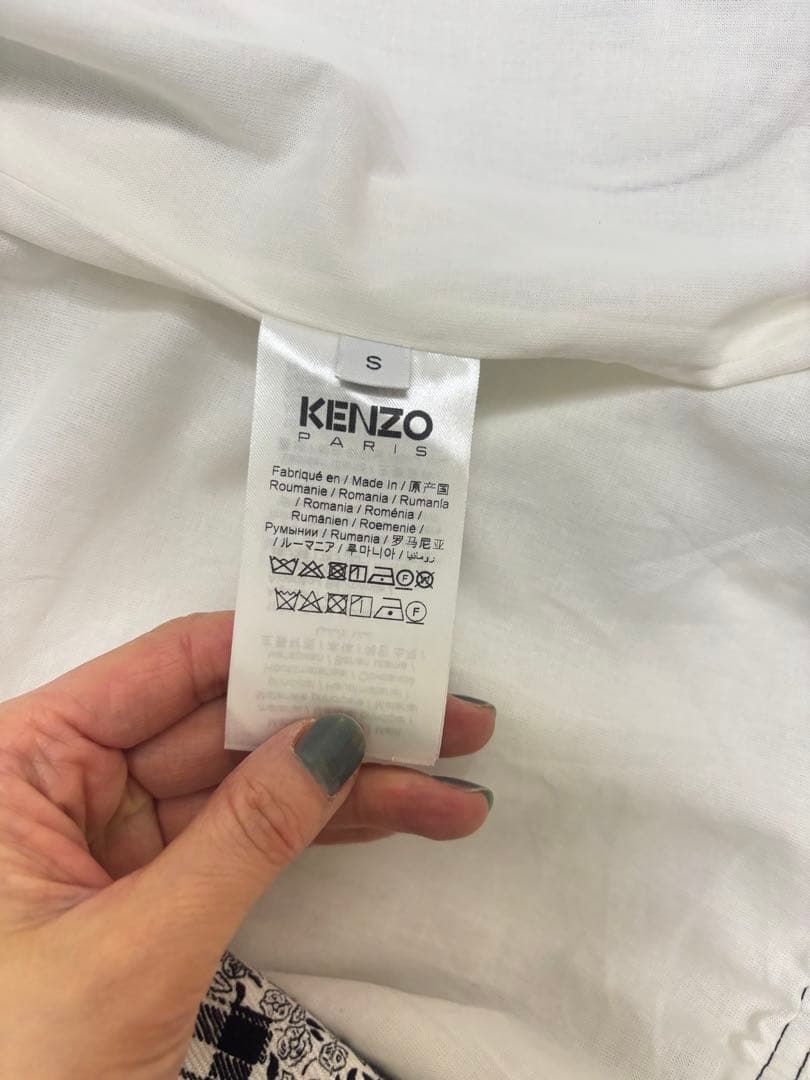 S
KENZO
PARIS
Fabriqué en / Made in / 原产国
Roumanie / Romania / Rumanía
/ Romania / Roménia /
Rumänien / Roemenië /
Румынии / Rumania / 罗马尼亚
/ ルーマニア / 루마니아 / رومانيا
F
F